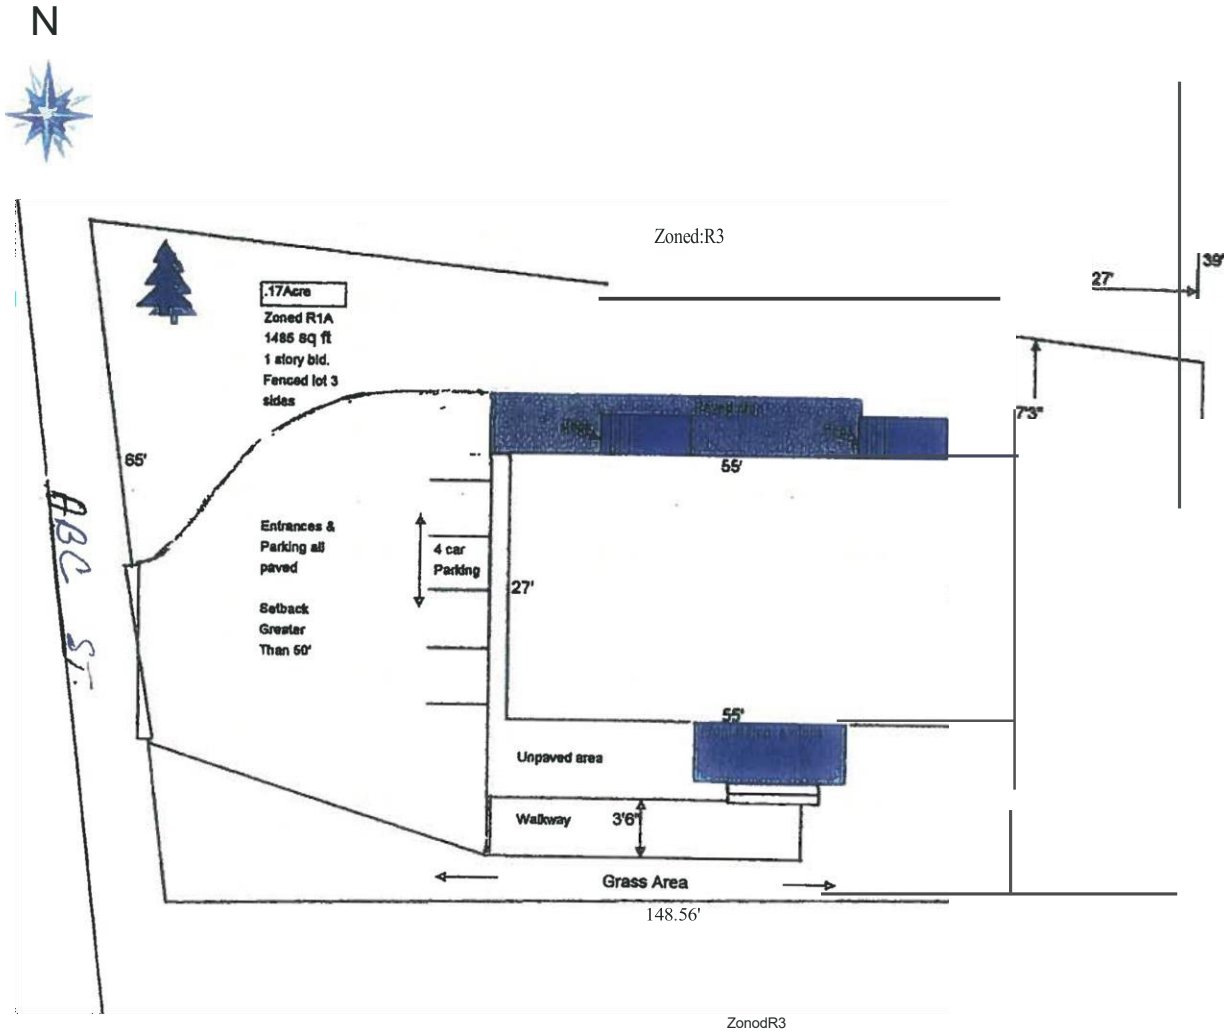 N
Zoned:R3
39'
27'
.17Acre
Zoned R1A
1485 sq ft
1 story bld.
Fenced lot 3
sides
7'3"
65'
55'
ABC ST.
Entrances &
Parking all
paved
4 car
Parking
27'
Setback
Greater
Than 50'
55'
Unpaved area
Walkway
3'6"
Grass Area
148.56'
ZonodR3